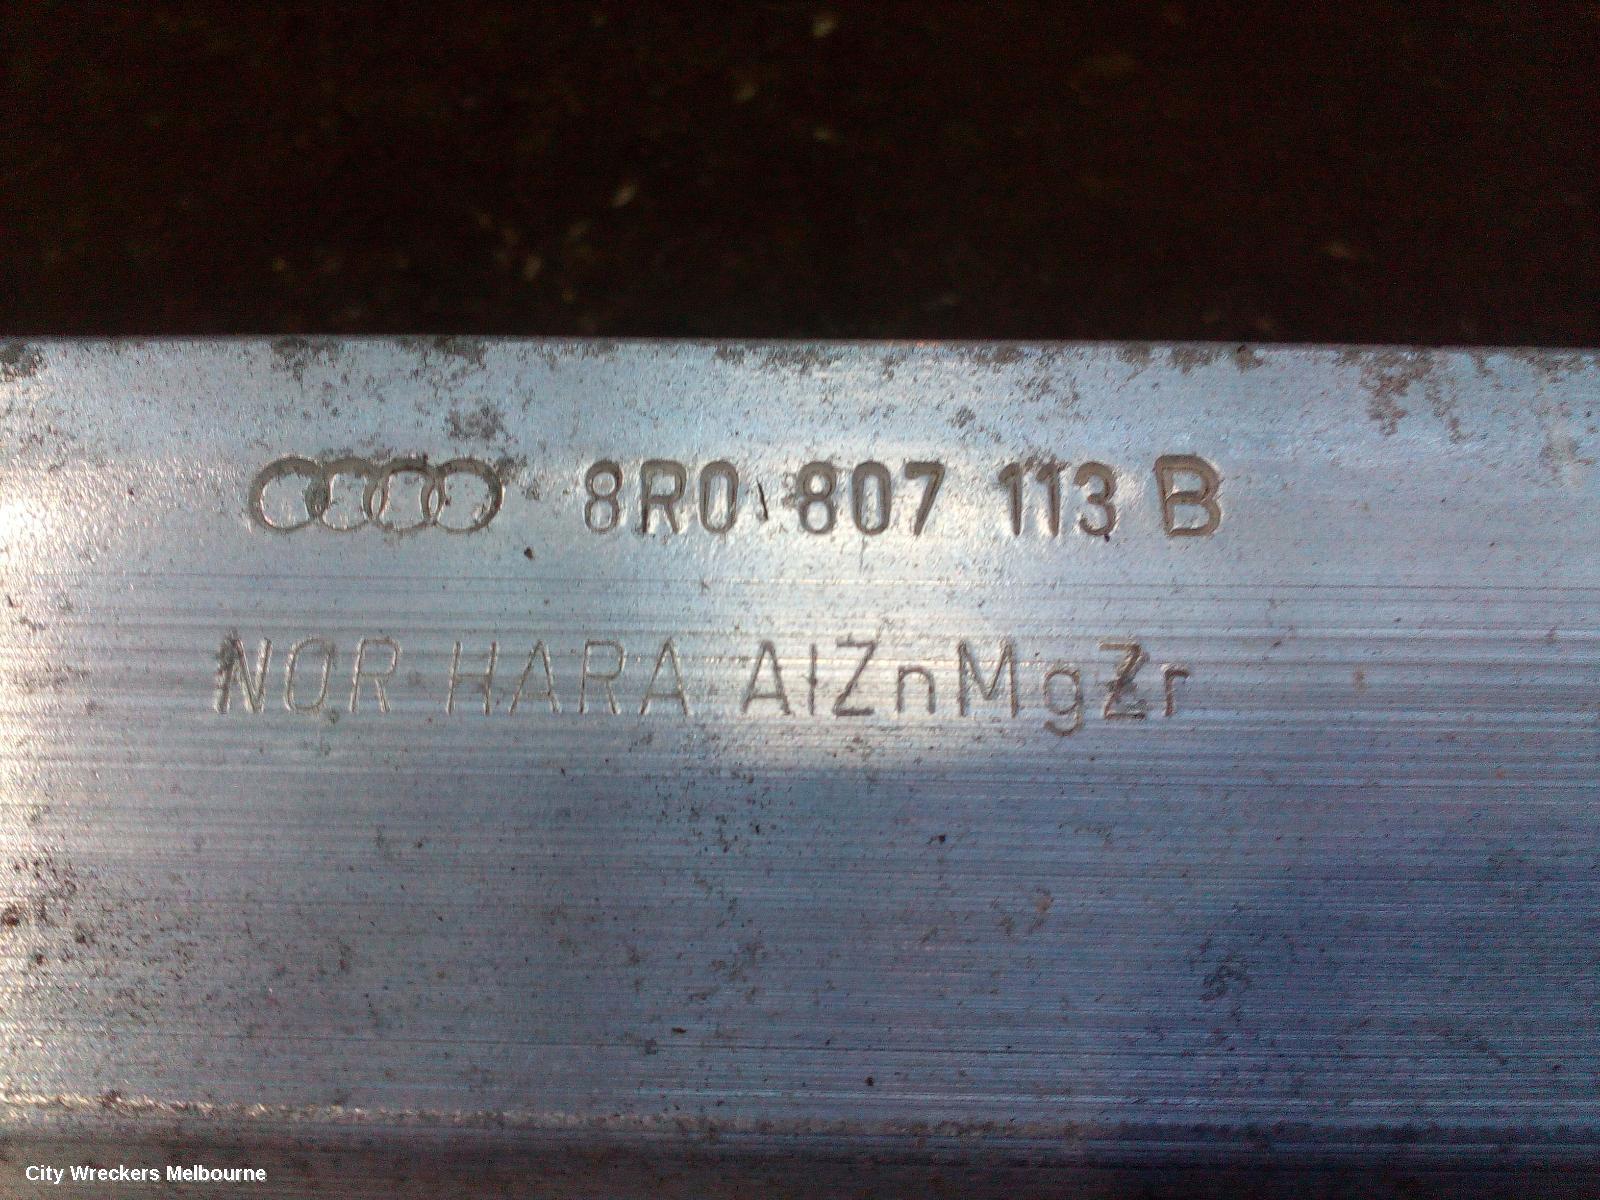 8R0 807 113 B
NOR HARA AlZnMgZr
City Wreckers Melbourne